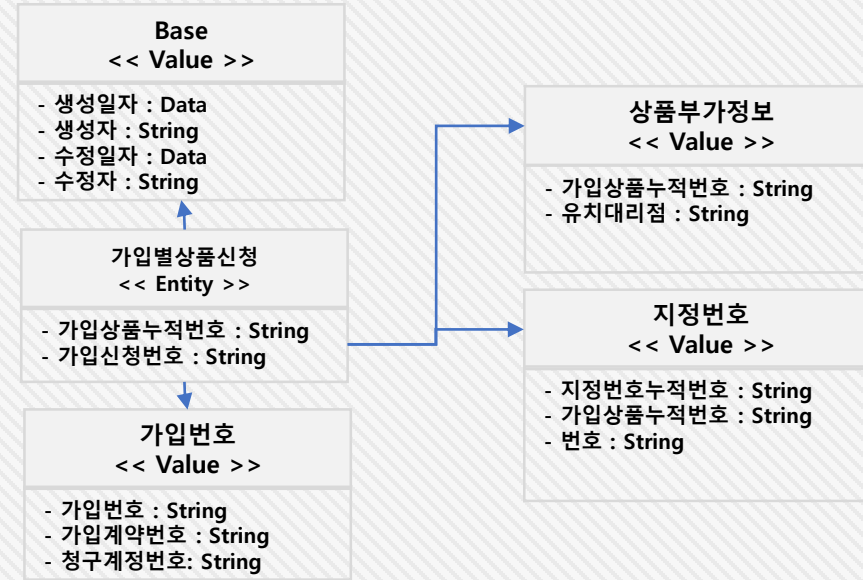 Base
<< Value >>
- 생성일자 : Data
- 생성자 : String
- 수정일자 : Data
- 수정자 : String
가입별상품신청
<< Entity >>
- 가입상품누적번호 : String
- 가입신청번호 : String
가입번호
<< Value >>
- 가입번호 : String
- 가입계약번호 : String
- 청구계정번호: String
상품부가정보
<< Value >>
- 가입상품누적번호 : String
- 유치대리점 : String
지정번호
<< Value >>
- 지정번호누적번호 : String
- 가입상품누적번호 : String
- 번호 : String